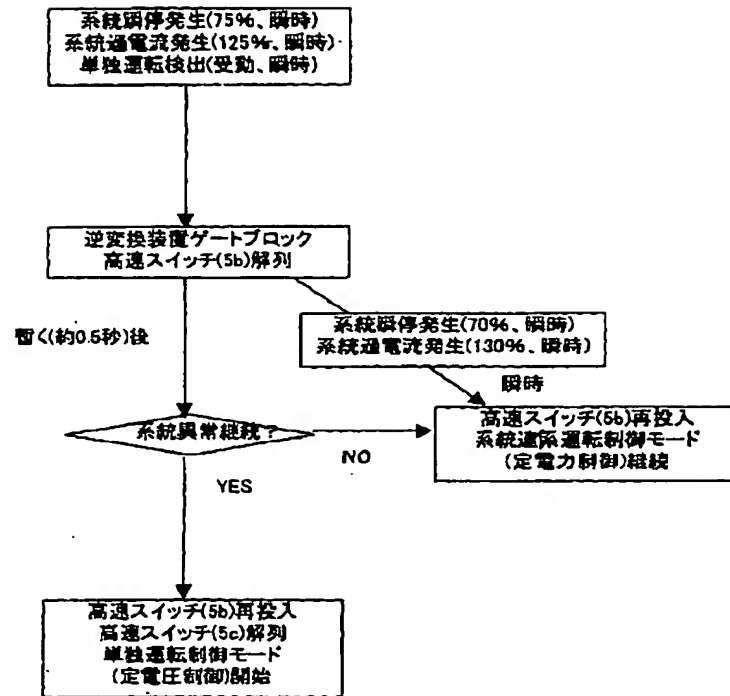 系統瞬停発生(75%、瞬時)
系統過電流発生(125%、瞬時)
単独運転検出(受動、瞬時)
逆変換装置ゲートブロック
高速スイッチ(5b)解列
暫く(約0.5秒)後
系統瞬停発生(70%、瞬時)
系統過電流発生(130%、瞬時)
瞬時
系統異常継続?
NO
高速スイッチ(5b)再投入
系統連系運転制御モード
(定電力制御)継続
YES
高速スイッチ(5b)再投入
高速スイッチ(5c)解列
単独運転制御モード
(定電圧制御)開始